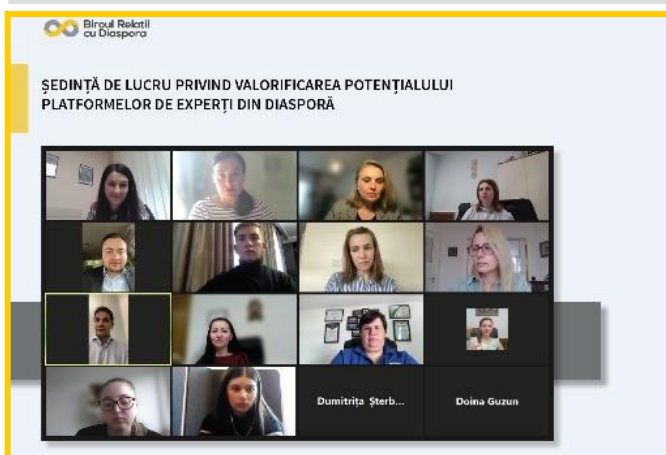 Biroul Relații
cu Diaspora
ȘEDINȚĂ DE LUCRU PRIVIND VALORIFICAREA POTENȚIALULUI
PLATFORMELOR DE EXPERȚI DIN DIASPORĂ
Dumitrița Șterb...
Doina Guzun